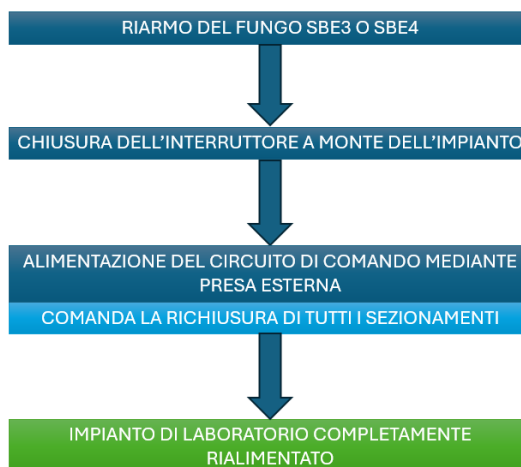 RIARMO DEL FUNGO SBE3 O SBE4
CHIUSURA DELL'INTERRUTTORE A MONTE DELL'IMPIANTO
ALIMENTAZIONE DEL CIRCUITO DI COMANDO MEDIANTE
PRESA ESTERNA
COMANDA LA RICHIUSURA DI TUTTI I SEZIONAMENTI
IMPIANTO DI LABORATORIO COMPLETAMENTE
RIALIMENTATO